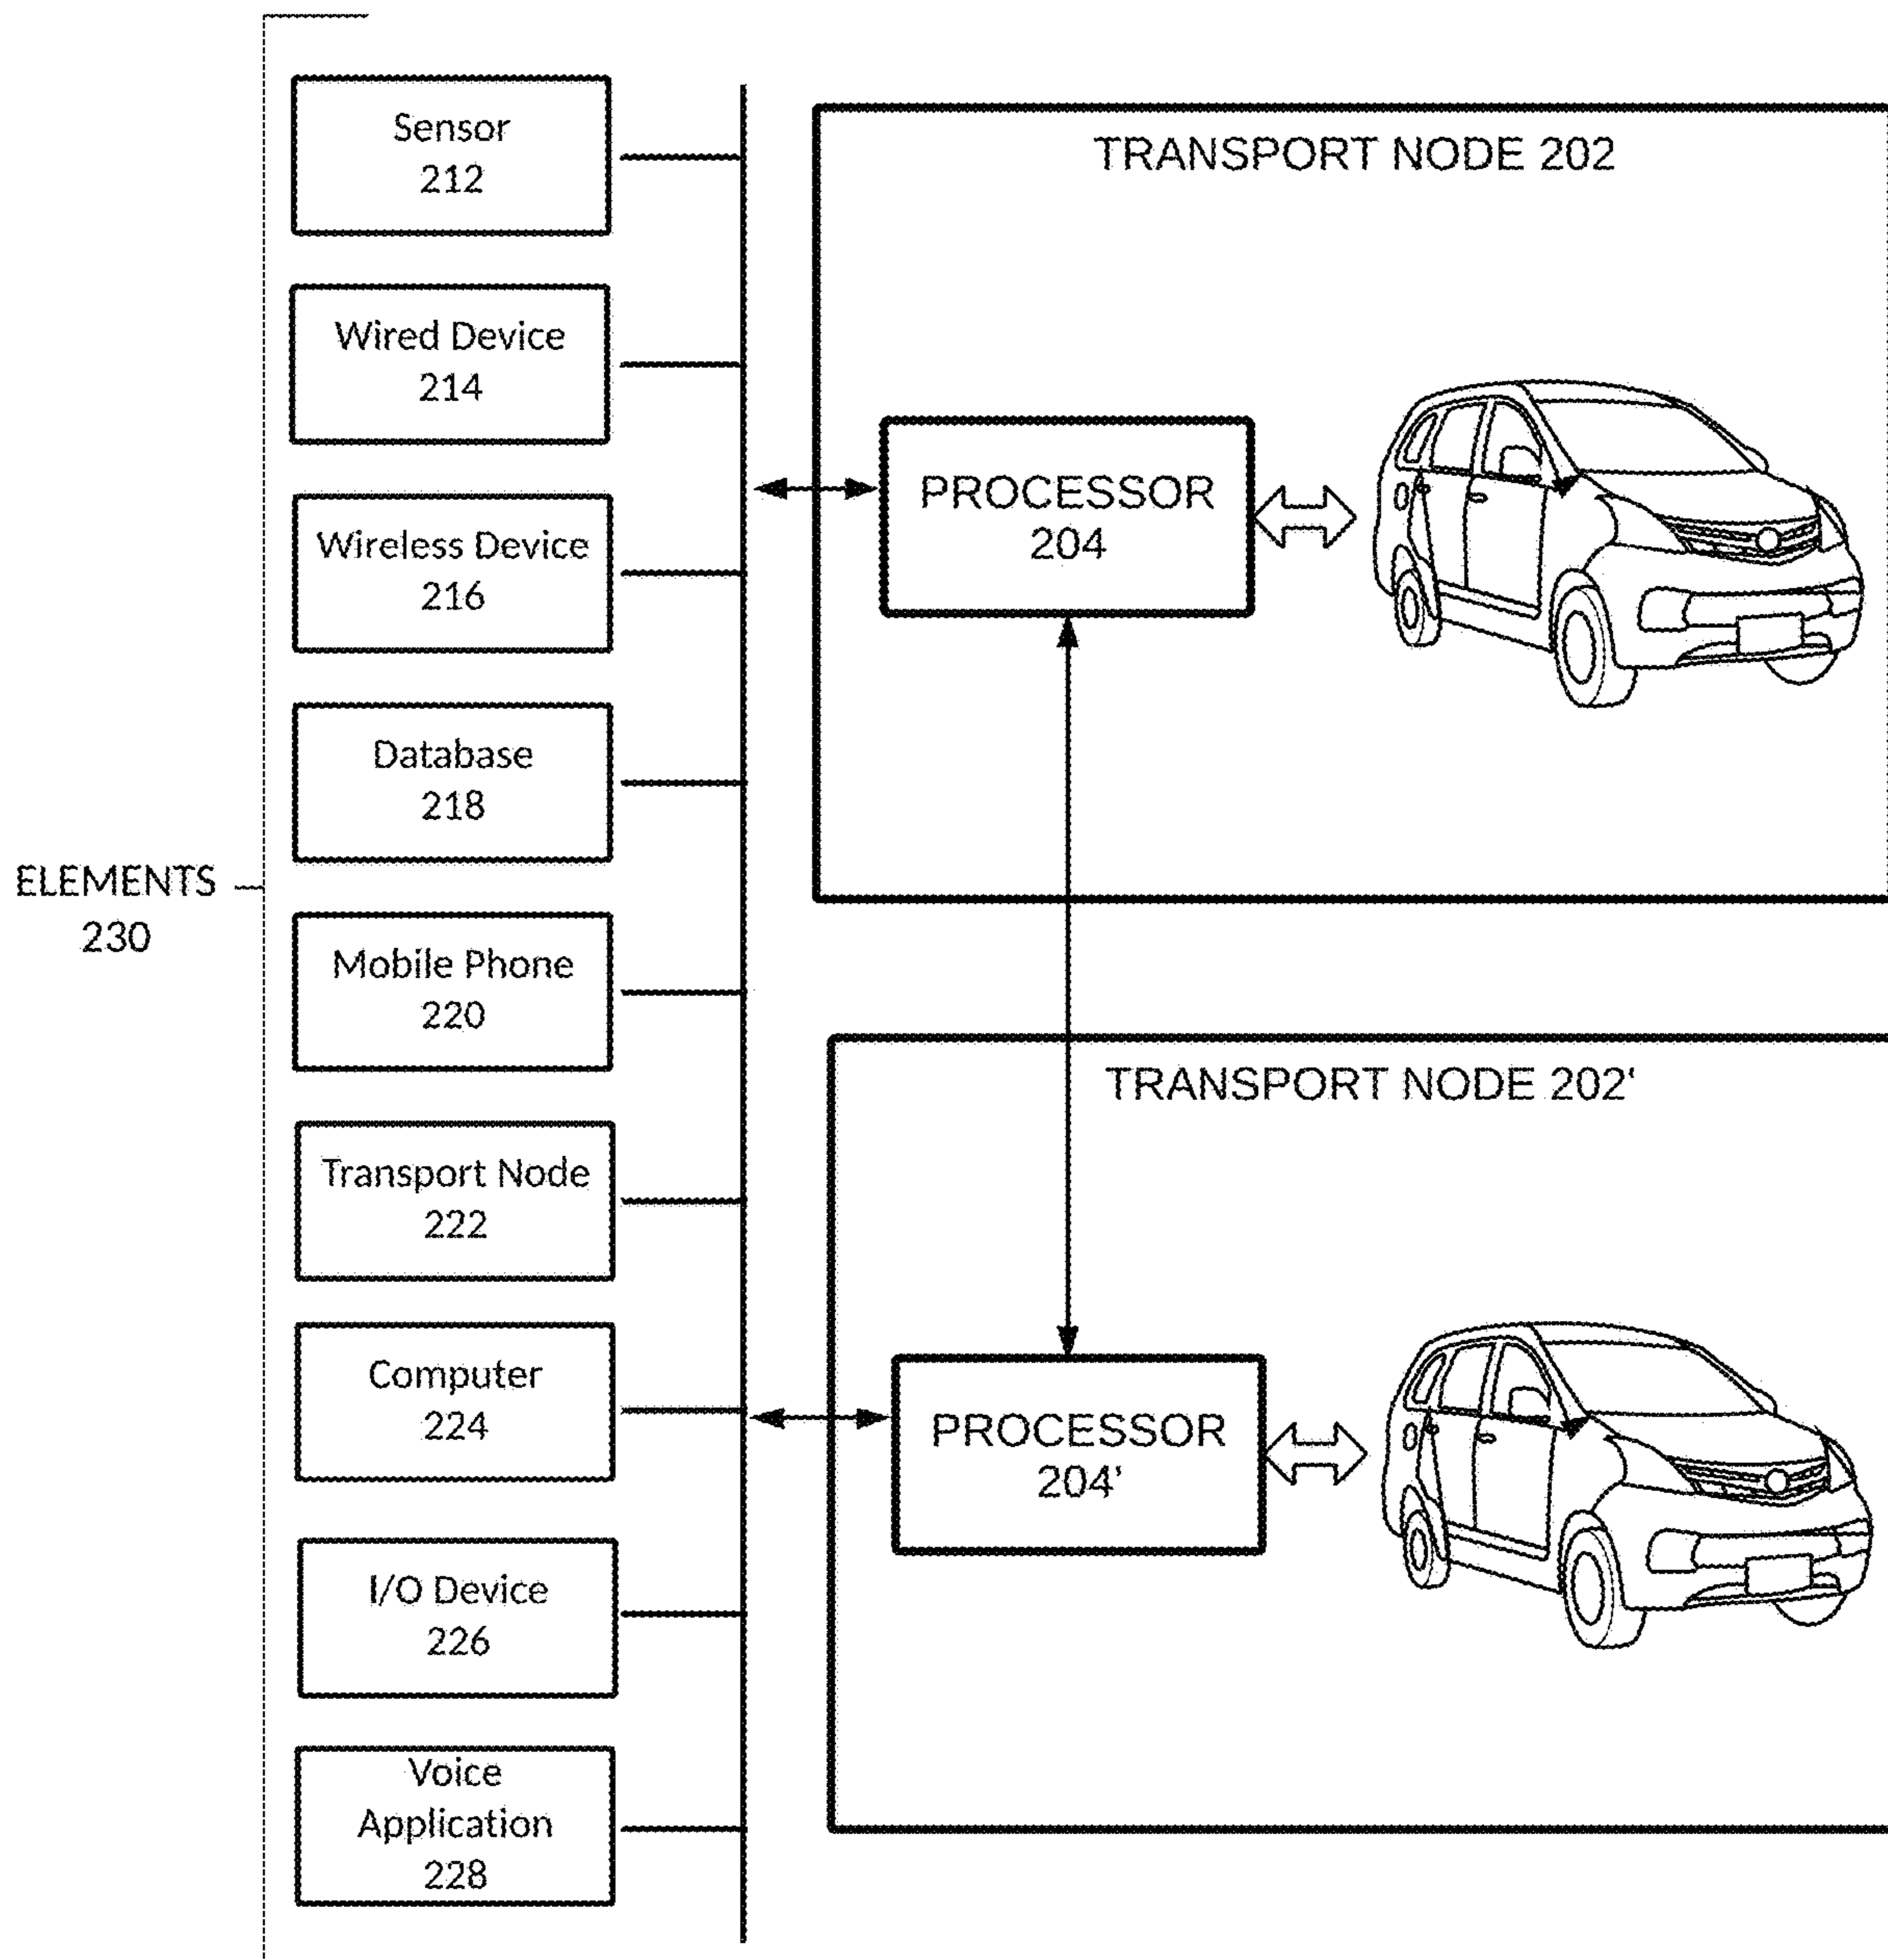 Sensor
212
Wired Device
214
Wireless Device
216
Database
218
ELEMENTS
230
Mobile Phone
220
Transport Node
222
Computer
224
I/O Device
226
Voice
Application
228
TRANSPORT NODE 202
PROCESSOR
204
TRANSPORT NODE 202‘
PROCESSOR
204’